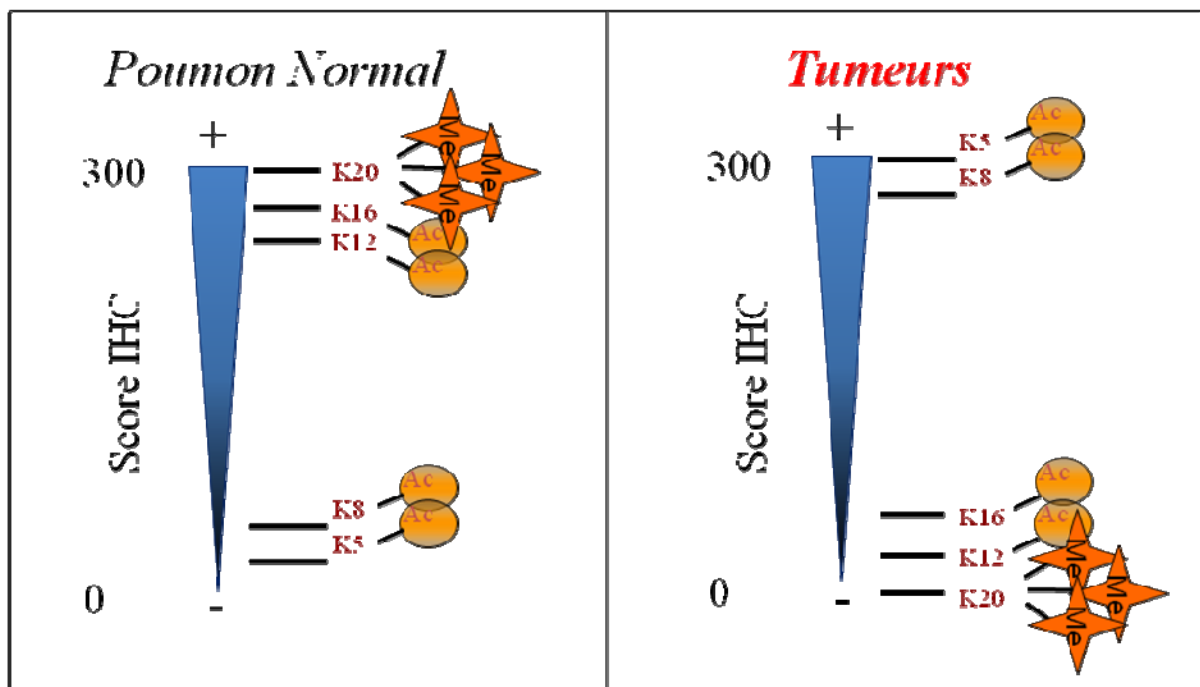 Poumon Normal
+
300
K20
Me
Me
Me
K16
K12
Ac
Ac
Score IHC
K8
Ac
K5
Ac
0
-
Tumeurs
+
300
K5
Ac
K8
Ac
Score IHC
K16
Ac
K12
Ac
K20
Me
Me
Me
0
-